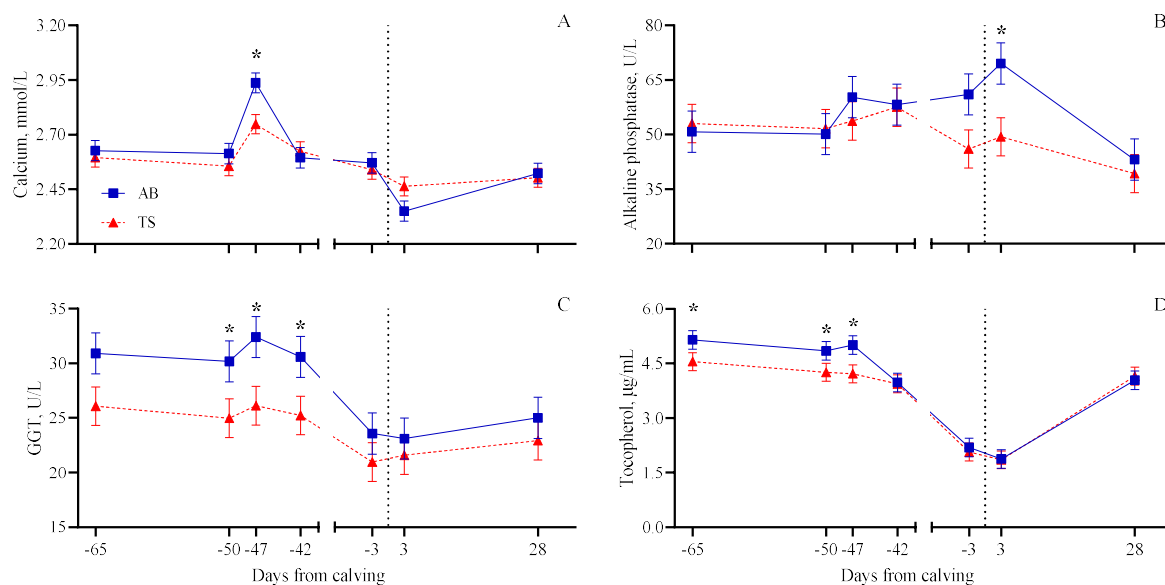 A
Calcium, mmol/L
3.20
2.95
2.70
2.45
2.20
*
AB
TS
B
Alkaline phosphatase, U/L
80
65
50
35
20
*
C
GGT, U/L
35
30
25
20
15
* * *
-65 -50 -47 -42 -3 3 28
Days from calving
D
Tocopherol, µg/mL
6.0
4.5
3.0
1.5
0.0
* * *
-65 -50 -47 -42 -3 3 28
Days from calving